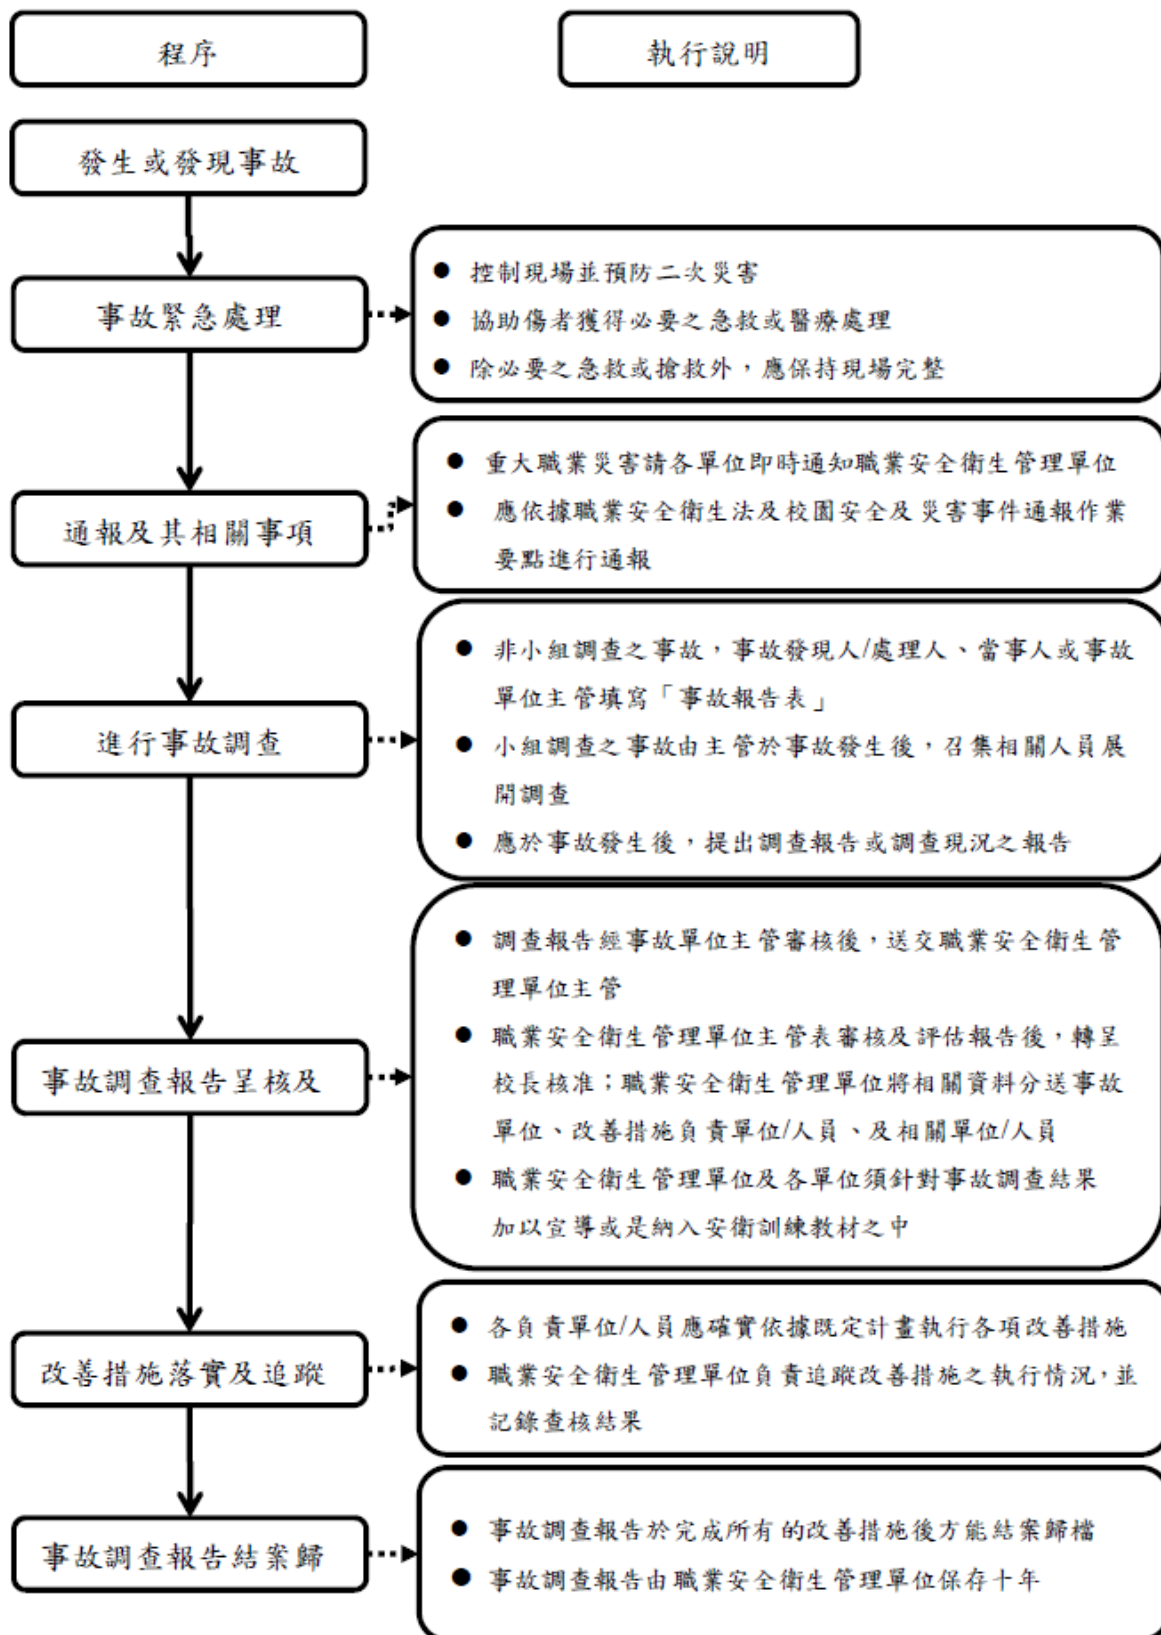 程序
執行說明
發生或發現事故
事故緊急處理
● 控制現場並預防二次災害
● 協助傷者獲得必要之急救或醫療處理
● 除必要之急救或搶救外，應保持現場完整
通報及其相關事項
● 重大職業災害請各單位即時通知職業安全衛生管理單位
● 應依據職業安全衛生法及校園安全及災害事件通報作業
要點進行通報
進行事故調查
● 非小組調查之事故，事故發現人/處理人、當事人或事故
單位主管填寫「事故報告表」
● 小組調查之事故由主管於事故發生後，召集相關人員展
開調查
● 應於事故發生後，提出調查報告或調查現況之報告
事故調查報告呈核及
● 調查報告經事故單位主管審核後，送交職業安全衛生管
理單位主管
● 職業安全衛生管理單位主管表審核及評估報告後，轉呈
校長核准；職業安全衛生管理單位將相關資料分送事故
單位、改善措施負責單位/人員、及相關單位/人員
● 職業安全衛生管理單位及各單位須針對事故調查結果
加以宣導或是納入安衛訓練教材之中
改善措施落實及追蹤
● 各負責單位/人員應確實依據既定計畫執行各項改善措施
● 職業安全衛生管理單位負責追蹤改善措施之執行情況，並
記錄查核結果
事故調查報告結案歸
● 事故調查報告於完成所有的改善措施後方能結案歸檔
● 事故調查報告由職業安全衛生管理單位保存十年